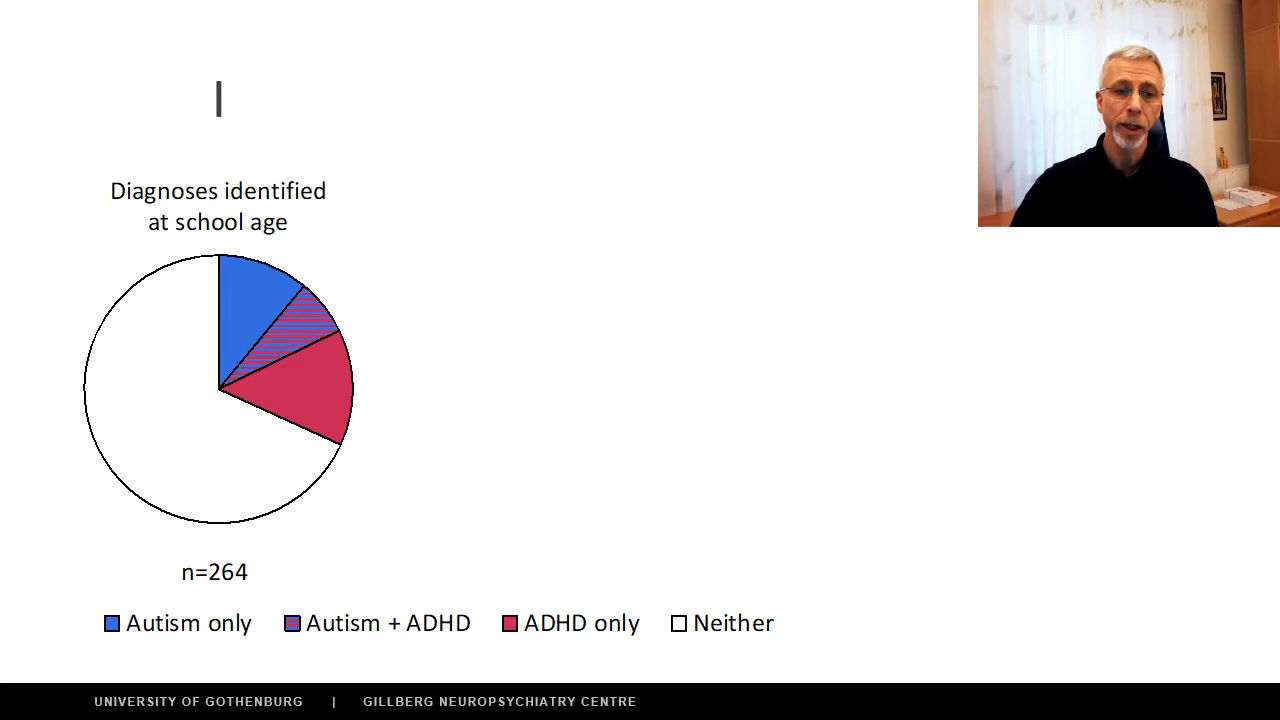 I
Diagnoses identified
at school age
n=264
Autism only Autism + ADHD ADHD only Neither
UNIVERSITY OF GOTHENBURG | GILLBERG NEUROPSYCHIATRY CENTRE